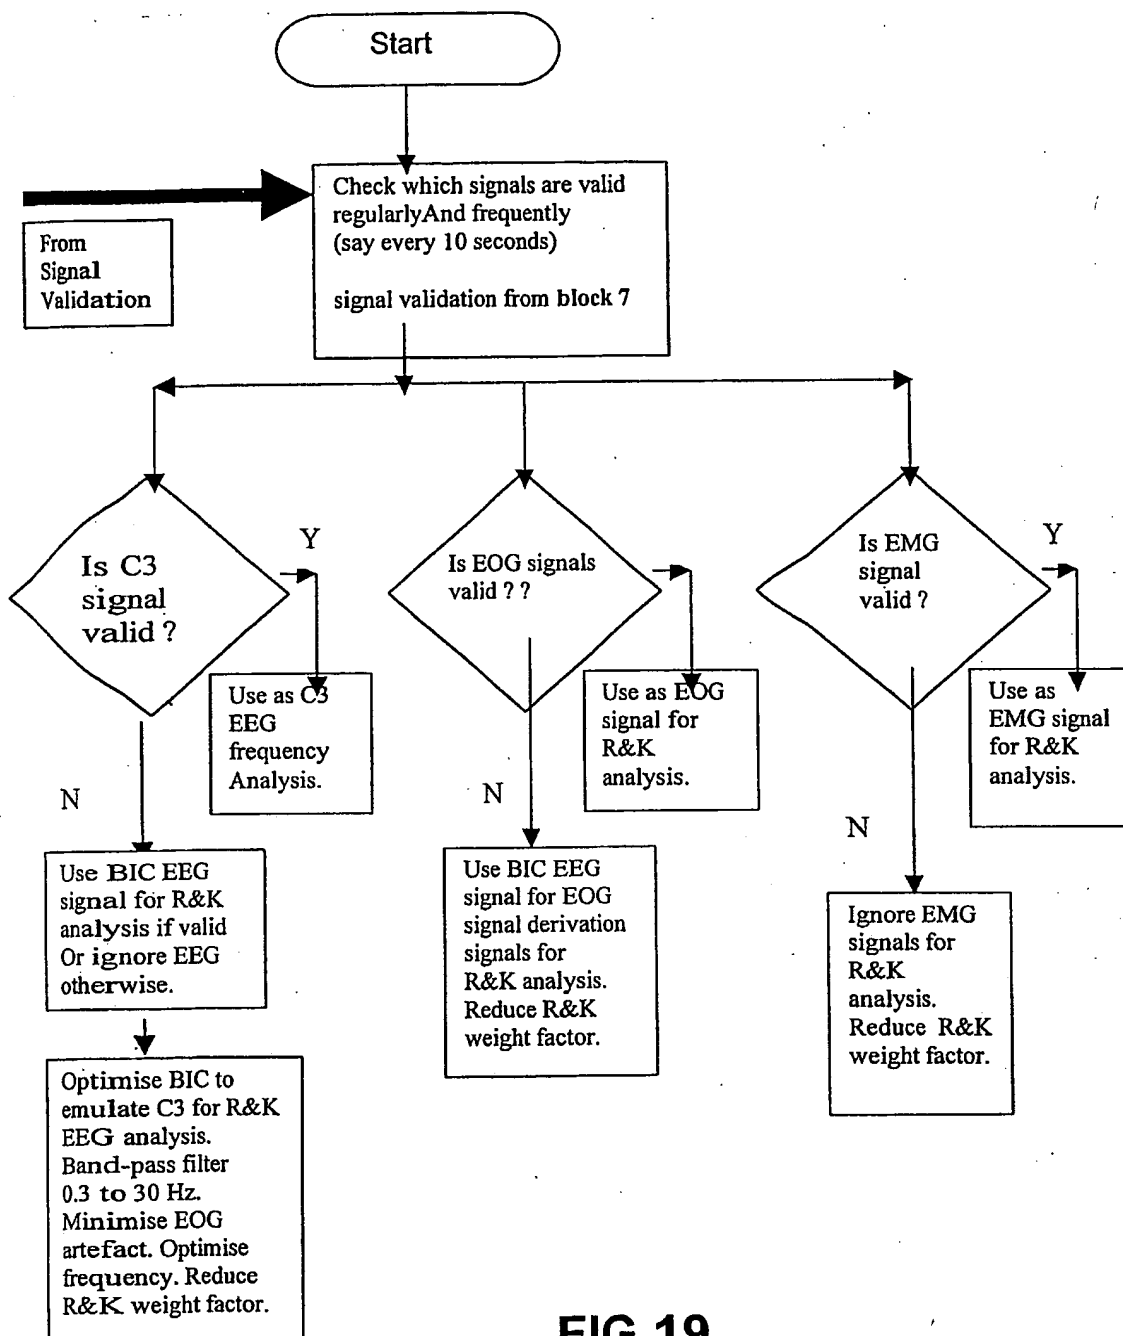 Start
Check which signals are valid
regularlyAnd frequently
(say every 10 seconds)
signal validation from block 7
From
Signal
Validation
Is C3
signal
valid ?
Y
Is EOG signals
valid ? ?
Is EMG
signal
valid ?
Y
Use as C3
EEG
frequency
Analysis.
Use as EOG
signal for
R&K
analysis.
Use as
EMG signal
for R&K
analysis.
N
N
N
Use BIC EEG
signal for R&K
analysis if valid
Or ignore EEG
otherwise.
Use BIC EEG
signal for EOG
signal derivation
signals for
R&K analysis.
Reduce R&K
weight factor.
Ignore EMG
signals for
R&K
analysis.
Reduce R&K
weight factor.
Optimise BIC to
emulate C3 for R&K
EEG analysis.
Band-pass filter
0.3 to 30 Hz.
Minimise EOG
artefact. Optimise
frequency. Reduce
R&K weight factor.
FIG 19